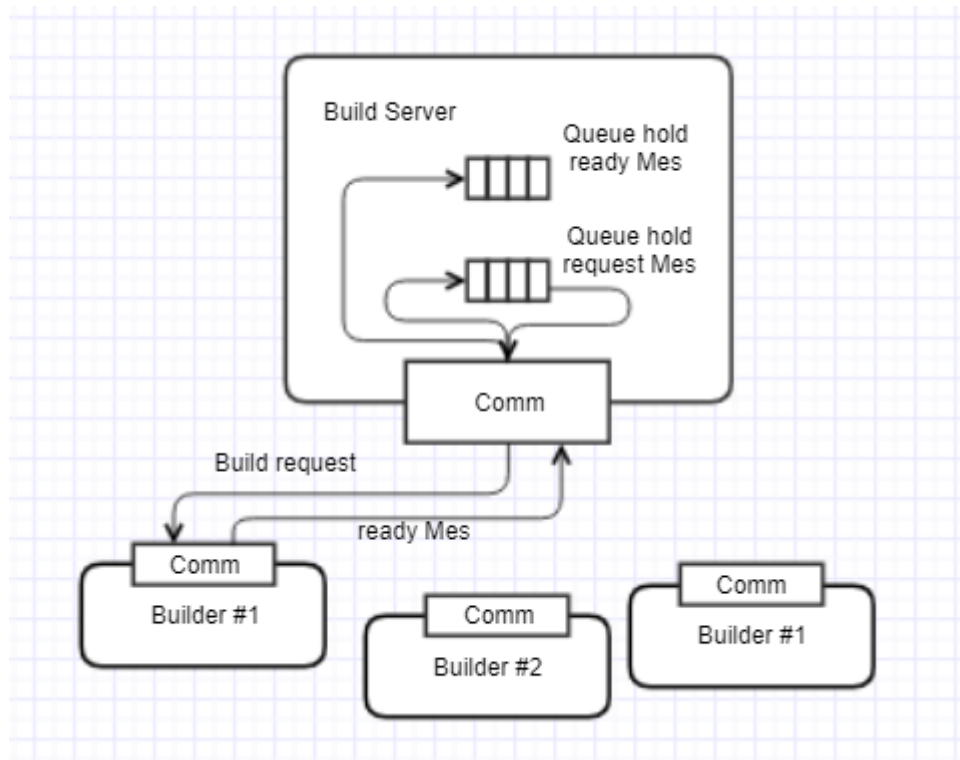 Build Server
Queue hold
ready Mes
Queue hold
request Mes
Comm
Build request
ready Mes
Comm
Builder #1
Comm
Builder #2
Comm
Builder #1